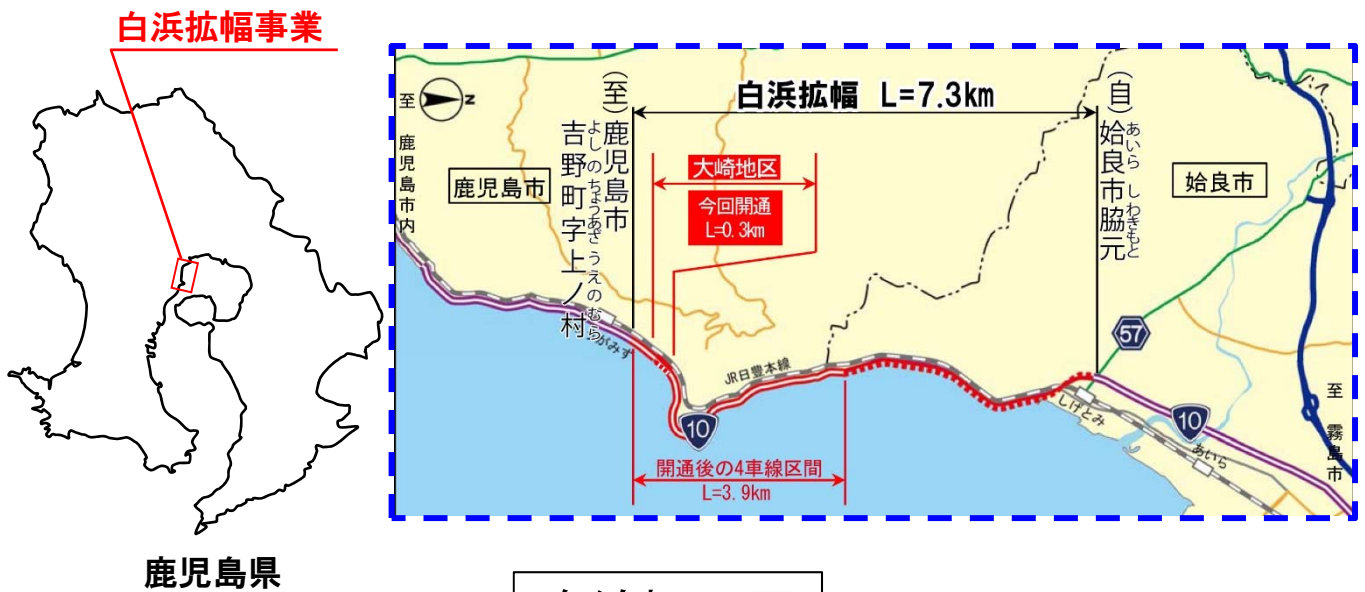 白浜拡幅事業
鹿児島県
至 鹿児島市内
N
鹿児島市
(至)鹿児島市
吉野町字上ノ村
よしのちょうあざうえのむら
白浜拡幅 L=7.3km
大崎地区
今回開通
L=0.3km
(自)姶良市脇元
あいらしわきもと
姶良市
57
JR日豊本線
10
しげとみ
10
あいら
至 霧島市
開通後の4車線区間
L=3.9km